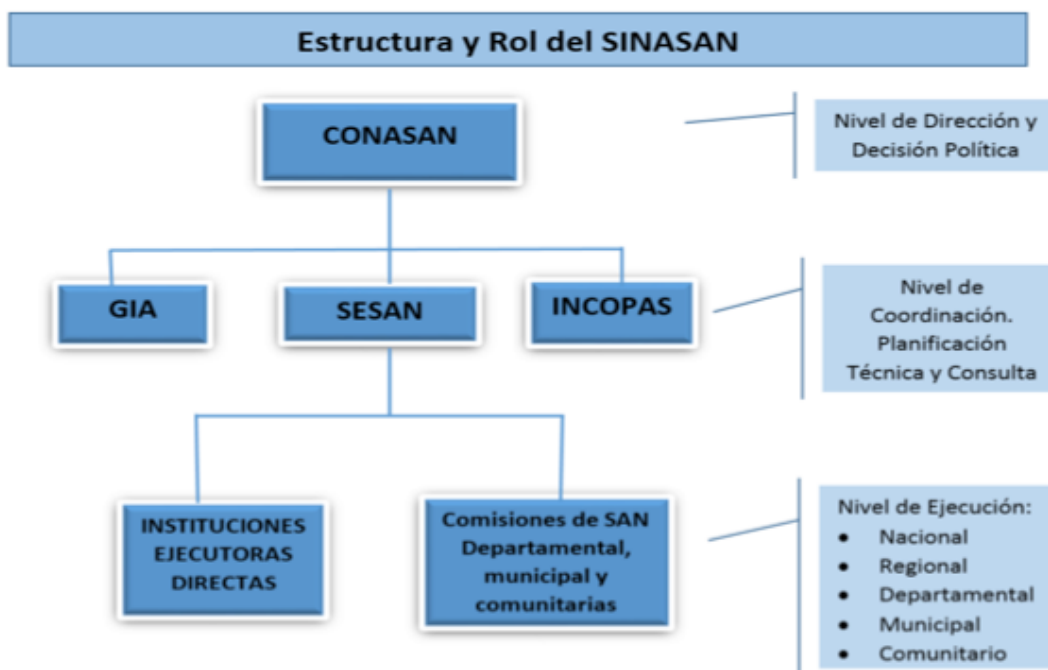 Estructura y Rol del SINASAN
CONASAN
Nivel de Dirección y
Decisión Política
GIA
SESAN
INCOPAS
Nivel de
Coordinación.
Planificación
Técnica y Consulta
INSTITUCIONES
EJECUTORAS
DIRECTAS
Comisiones de SAN
Departamental,
municipal y
comunitarias
Nivel de Ejecución:
• Nacional
• Regional
• Departamental
• Municipal
• Comunitario